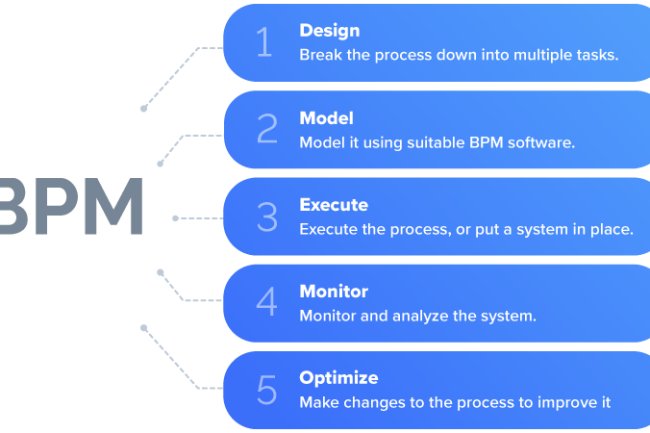 BPM
1
Design
Break the process down into multiple tasks.
2
Model
Model it using suitable BPM software.
3
Execute
Execute the process, or put a system in place.
4
Monitor
Monitor and analyze the system.
5
Optimize
Make changes to the process to improve it